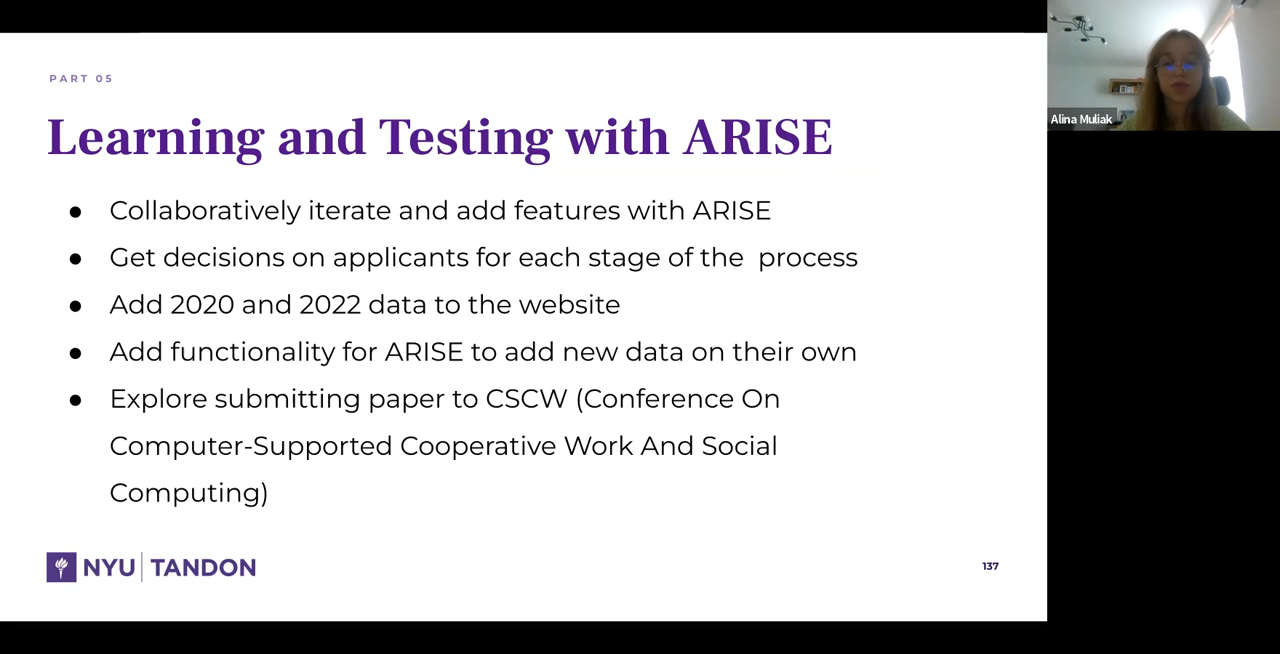 PART 05
Learning and Testing with ARISE
● Collaboratively iterate and add features with ARISE
● Get decisions on applicants for each stage of the  process
● Add 2020 and 2022 data to the website
● Add functionality for ARISE to add new data on their own
● Explore submitting paper to CSCW (Conference On
Computer-Supported Cooperative Work And Social
Computing)
NYU | TANDON
137
Alina Muliak